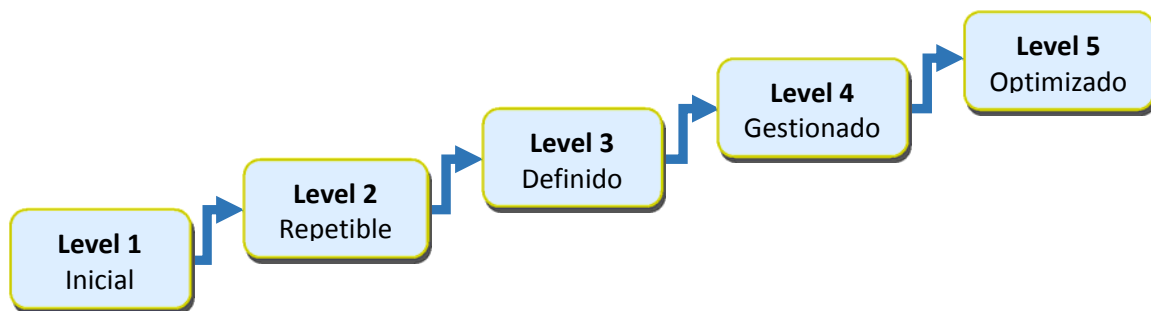 Level 1
Inicial
Level 2
Repetible
Level 3
Definido
Level 4
Gestionado
Level 5
Optimizado